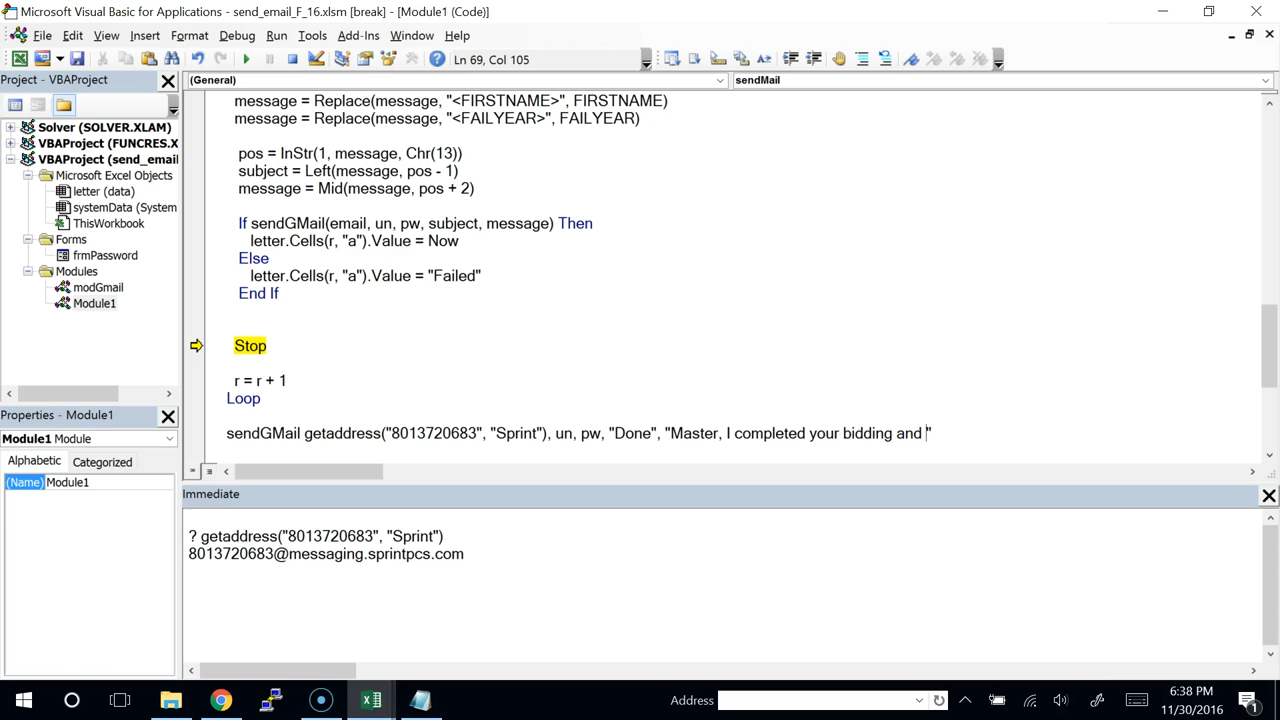 Microsoft Visual Basic for Applications - send_email_F_16.xlsm [break] - [Module1 (Code)]
File Edit View Insert Format Debug Run Tools Add-Ins Window Help
Ln 69, Col 105
Project - VBAProject
(General) sendMail
Solver (SOLVER.XLAM)
VBAProject (FUNCRES.X
VBAProject (send_email
Microsoft Excel Objects
letter (data)
systemData (System
ThisWorkbook
Forms
frmPassword
Modules
modGmail
Module1
message = Replace(message, "<FIRSTNAME>", FIRSTNAME)
message = Replace(message, "<FAILYEAR>", FAILYEAR)
pos = InStr(1, message, Chr(13))
subject = Left(message, pos - 1)
message = Mid(message, pos + 2)
If sendGMail(email, un, pw, subject, message) Then
letter.Cells(r, "a").Value = Now
Else
letter.Cells(r, "a").Value = "Failed"
End If
Stop
r = r + 1
Loop
sendGMail getaddress("8013720683", "Sprint"), un, pw, "Done", "Master, I completed your bidding and "
Properties - Module1
Module1 Module
Alphabetic Categorized
(Name) Module1
Immediate
? getaddress("8013720683", "Sprint")
8013720683@messaging.sprintpcs.com
Address
6:38 PM
11/30/2016
1